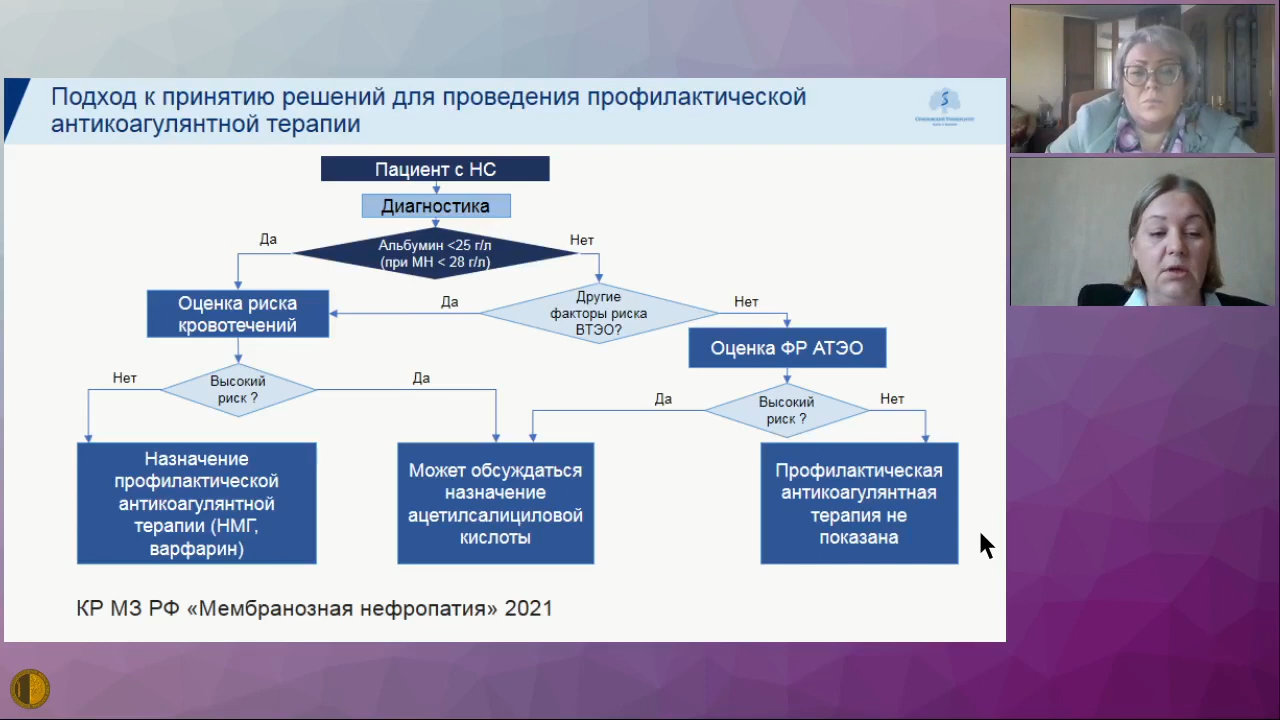 Подход к принятию решений для проведения профилактической
антикоагулянтной терапии
Пациент с НС
Диагностика
Да
Альбумин <25 г/л
(при МН < 28 г/л)
Нет
Оценка риска
кровотечений
Да
Другие
факторы риска
ВТЭО?
Нет
Оценка ФР АТЭО
Нет
Высокий
риск ?
Да
Да
Высокий
риск ?
Нет
Назначение
профилактической
антикоагулянтной
терапии (НМГ,
варфарин)
Может обсуждаться
назначение
ацетилсалициловой
кислоты
Профилактическая
антикоагулянтная
терапия не
показана
КР МЗ РФ «Мембранозная нефропатия» 2021